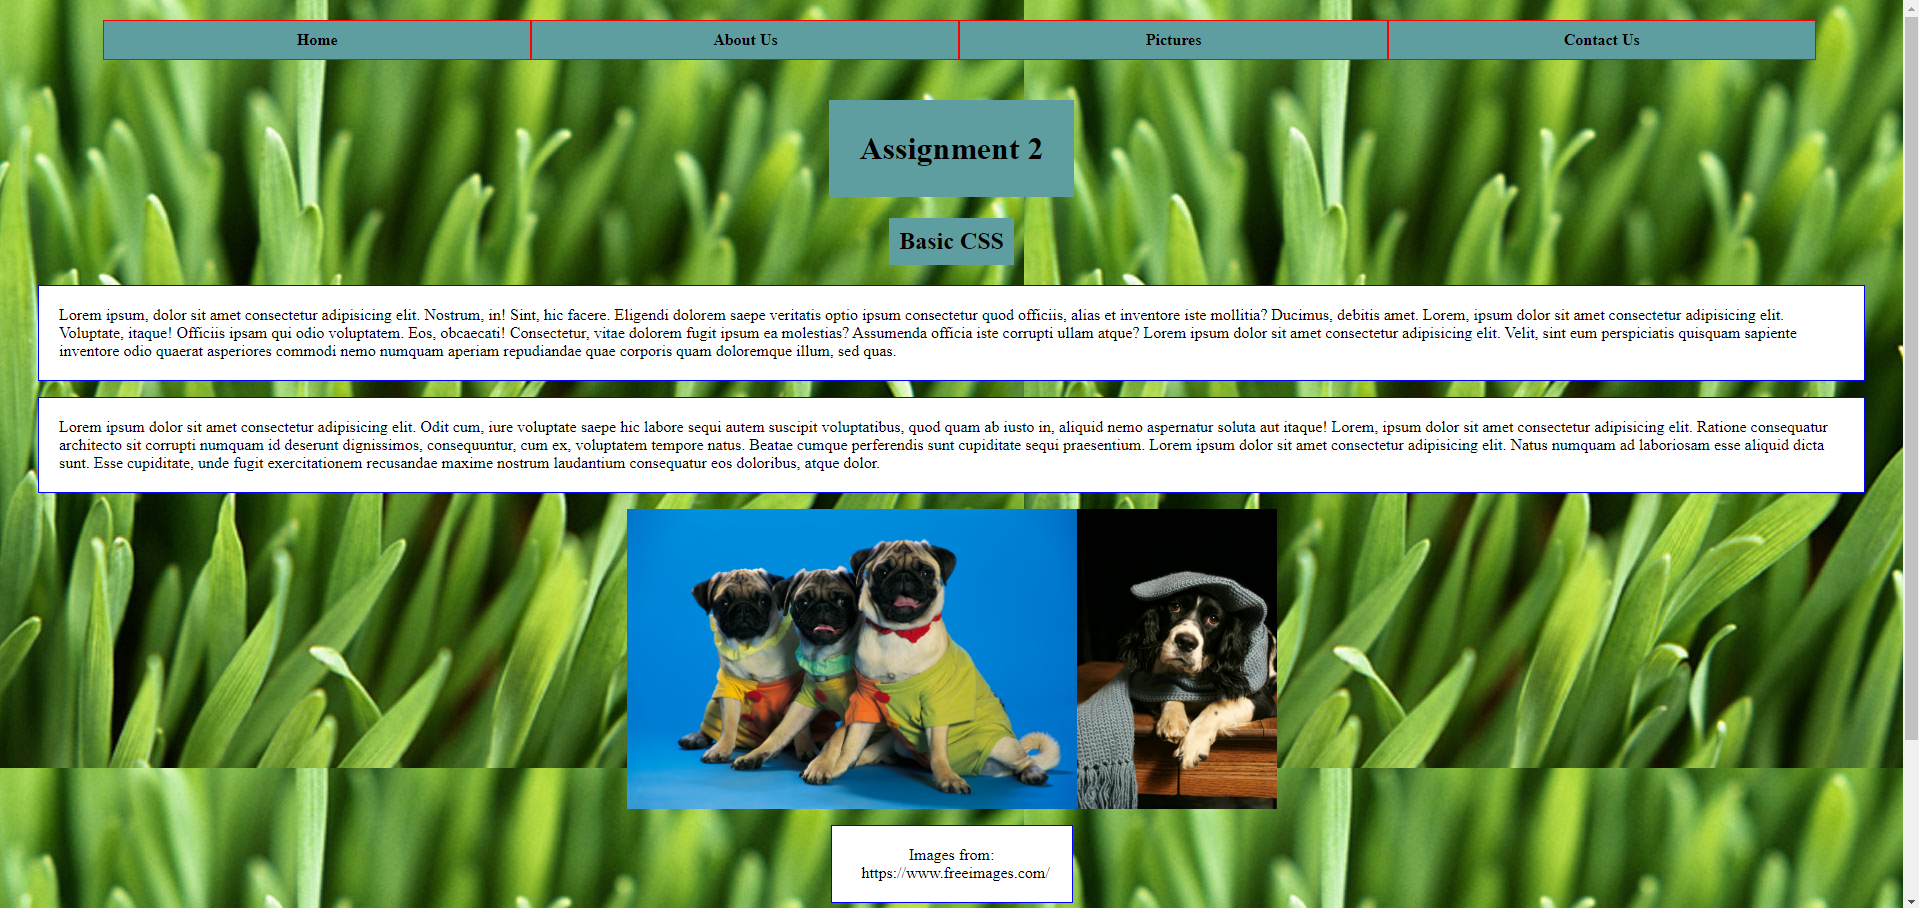 Home
About Us
Pictures
Contact Us
Assignment 2
Basic CSS
Lorem ipsum, dolor sit amet consectetur adipisicing elit. Nostrum, in! Sint, hic facere. Eligendi dolorem saepe veritatis optio ipsum consectetur quod officiis, alias et inventore iste mollitia? Ducimus, debitis amet. Lorem, ipsum dolor sit amet consectetur adipisicing elit.
Voluptate, itaque! Officiis ipsam qui odio voluptatem. Eos, obcaecati! Consectetur, vitae dolorem fugit ipsum ea molestias? Assumenda officia iste corrupti ullam atque? Lorem ipsum dolor sit amet consectetur adipisicing elit. Velit, sint eum perspiciatis quisquam sapiente
inventore odio quaerat asperiores commodi nemo numquam aperiam repudiandae quae corporis quam doloremque illum, sed quas.
Lorem ipsum dolor sit amet consectetur adipisicing elit. Odit cum, iure voluptate saepe hic labore sequi autem suscipit voluptatibus, quod quam ab iusto in, aliquid nemo aspernatur soluta aut itaque! Lorem, ipsum dolor sit amet consectetur adipisicing elit. Ratione consequatur
architecto sit corrupti numquam id deserunt dignissimos, consequuntur, cum ex, voluptatem tempore natus. Beatae cumque perferendis sunt cupiditate sequi praesentium. Lorem ipsum dolor sit amet consectetur adipisicing elit. Natus numquam ad laboriosam esse aliquid dicta
sunt. Esse cupiditate, unde fugit exercitationem recusandae maxime nostrum laudantium consequatur eos doloribus, atque dolor.
Images from:
https://www.freeimages.com/